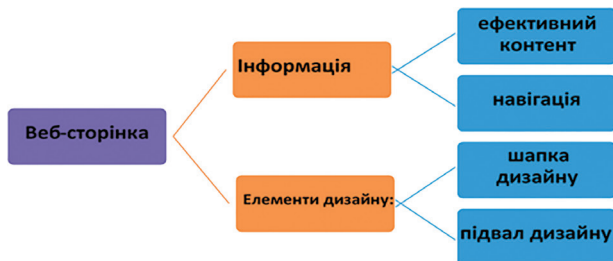 Веб-сторінка
Інформація
ефективний
контент
навігація
Елементи дизайну:
шапка
дизайну
підвал дизайну